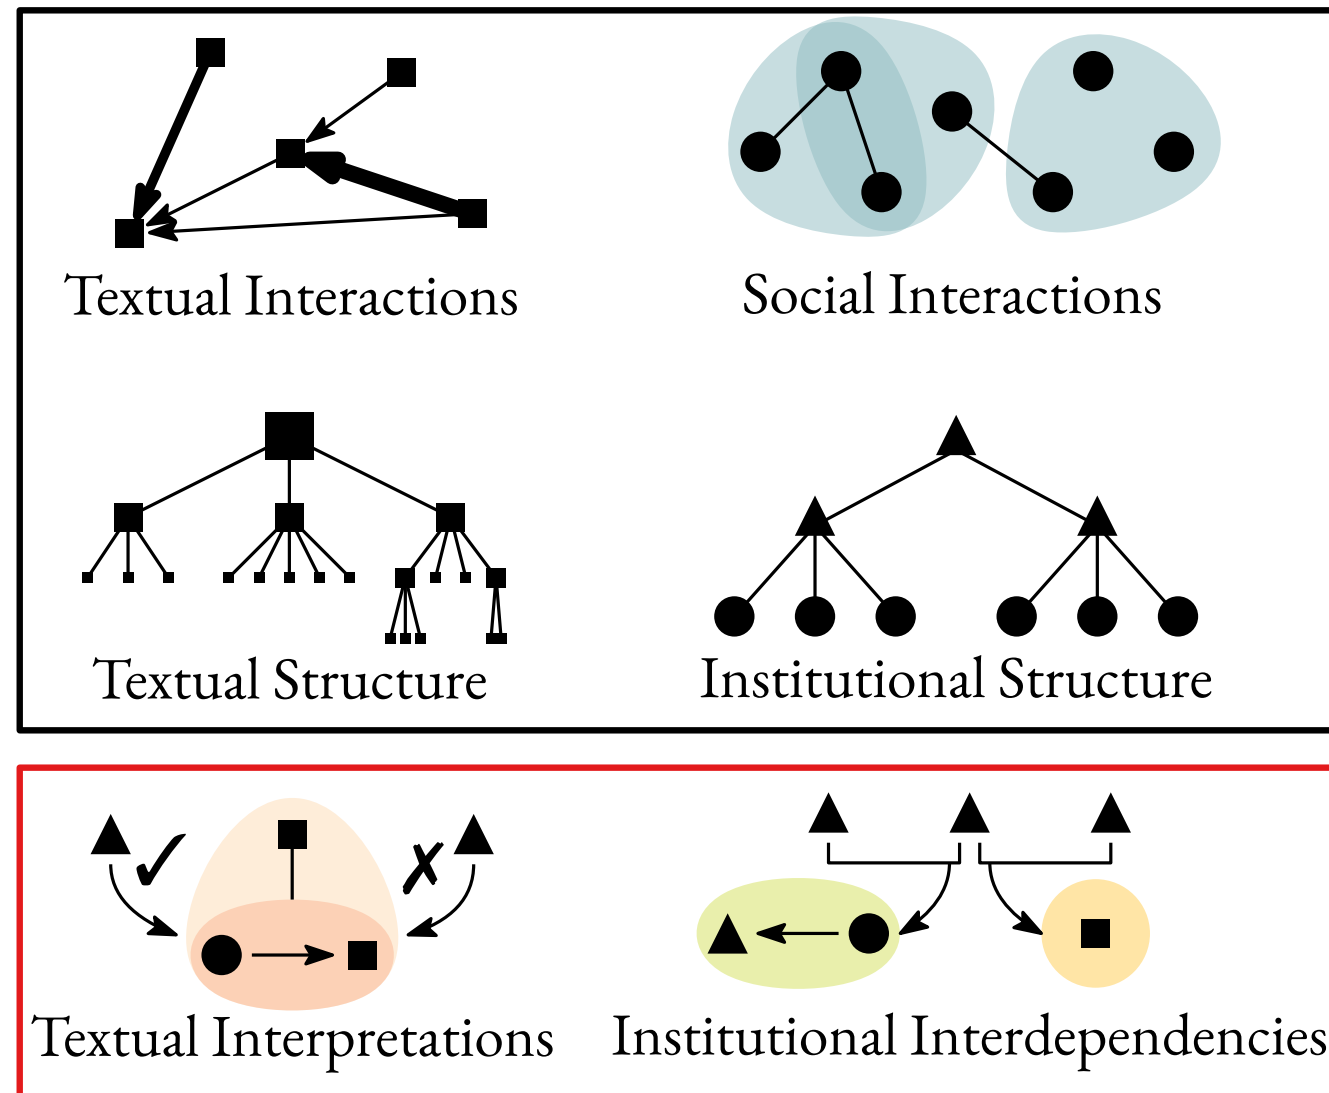 Textual Interactions
Social Interactions
Textual Structure
Institutional Structure
✓
✗
Textual Interpretations
Institutional Interdependencies